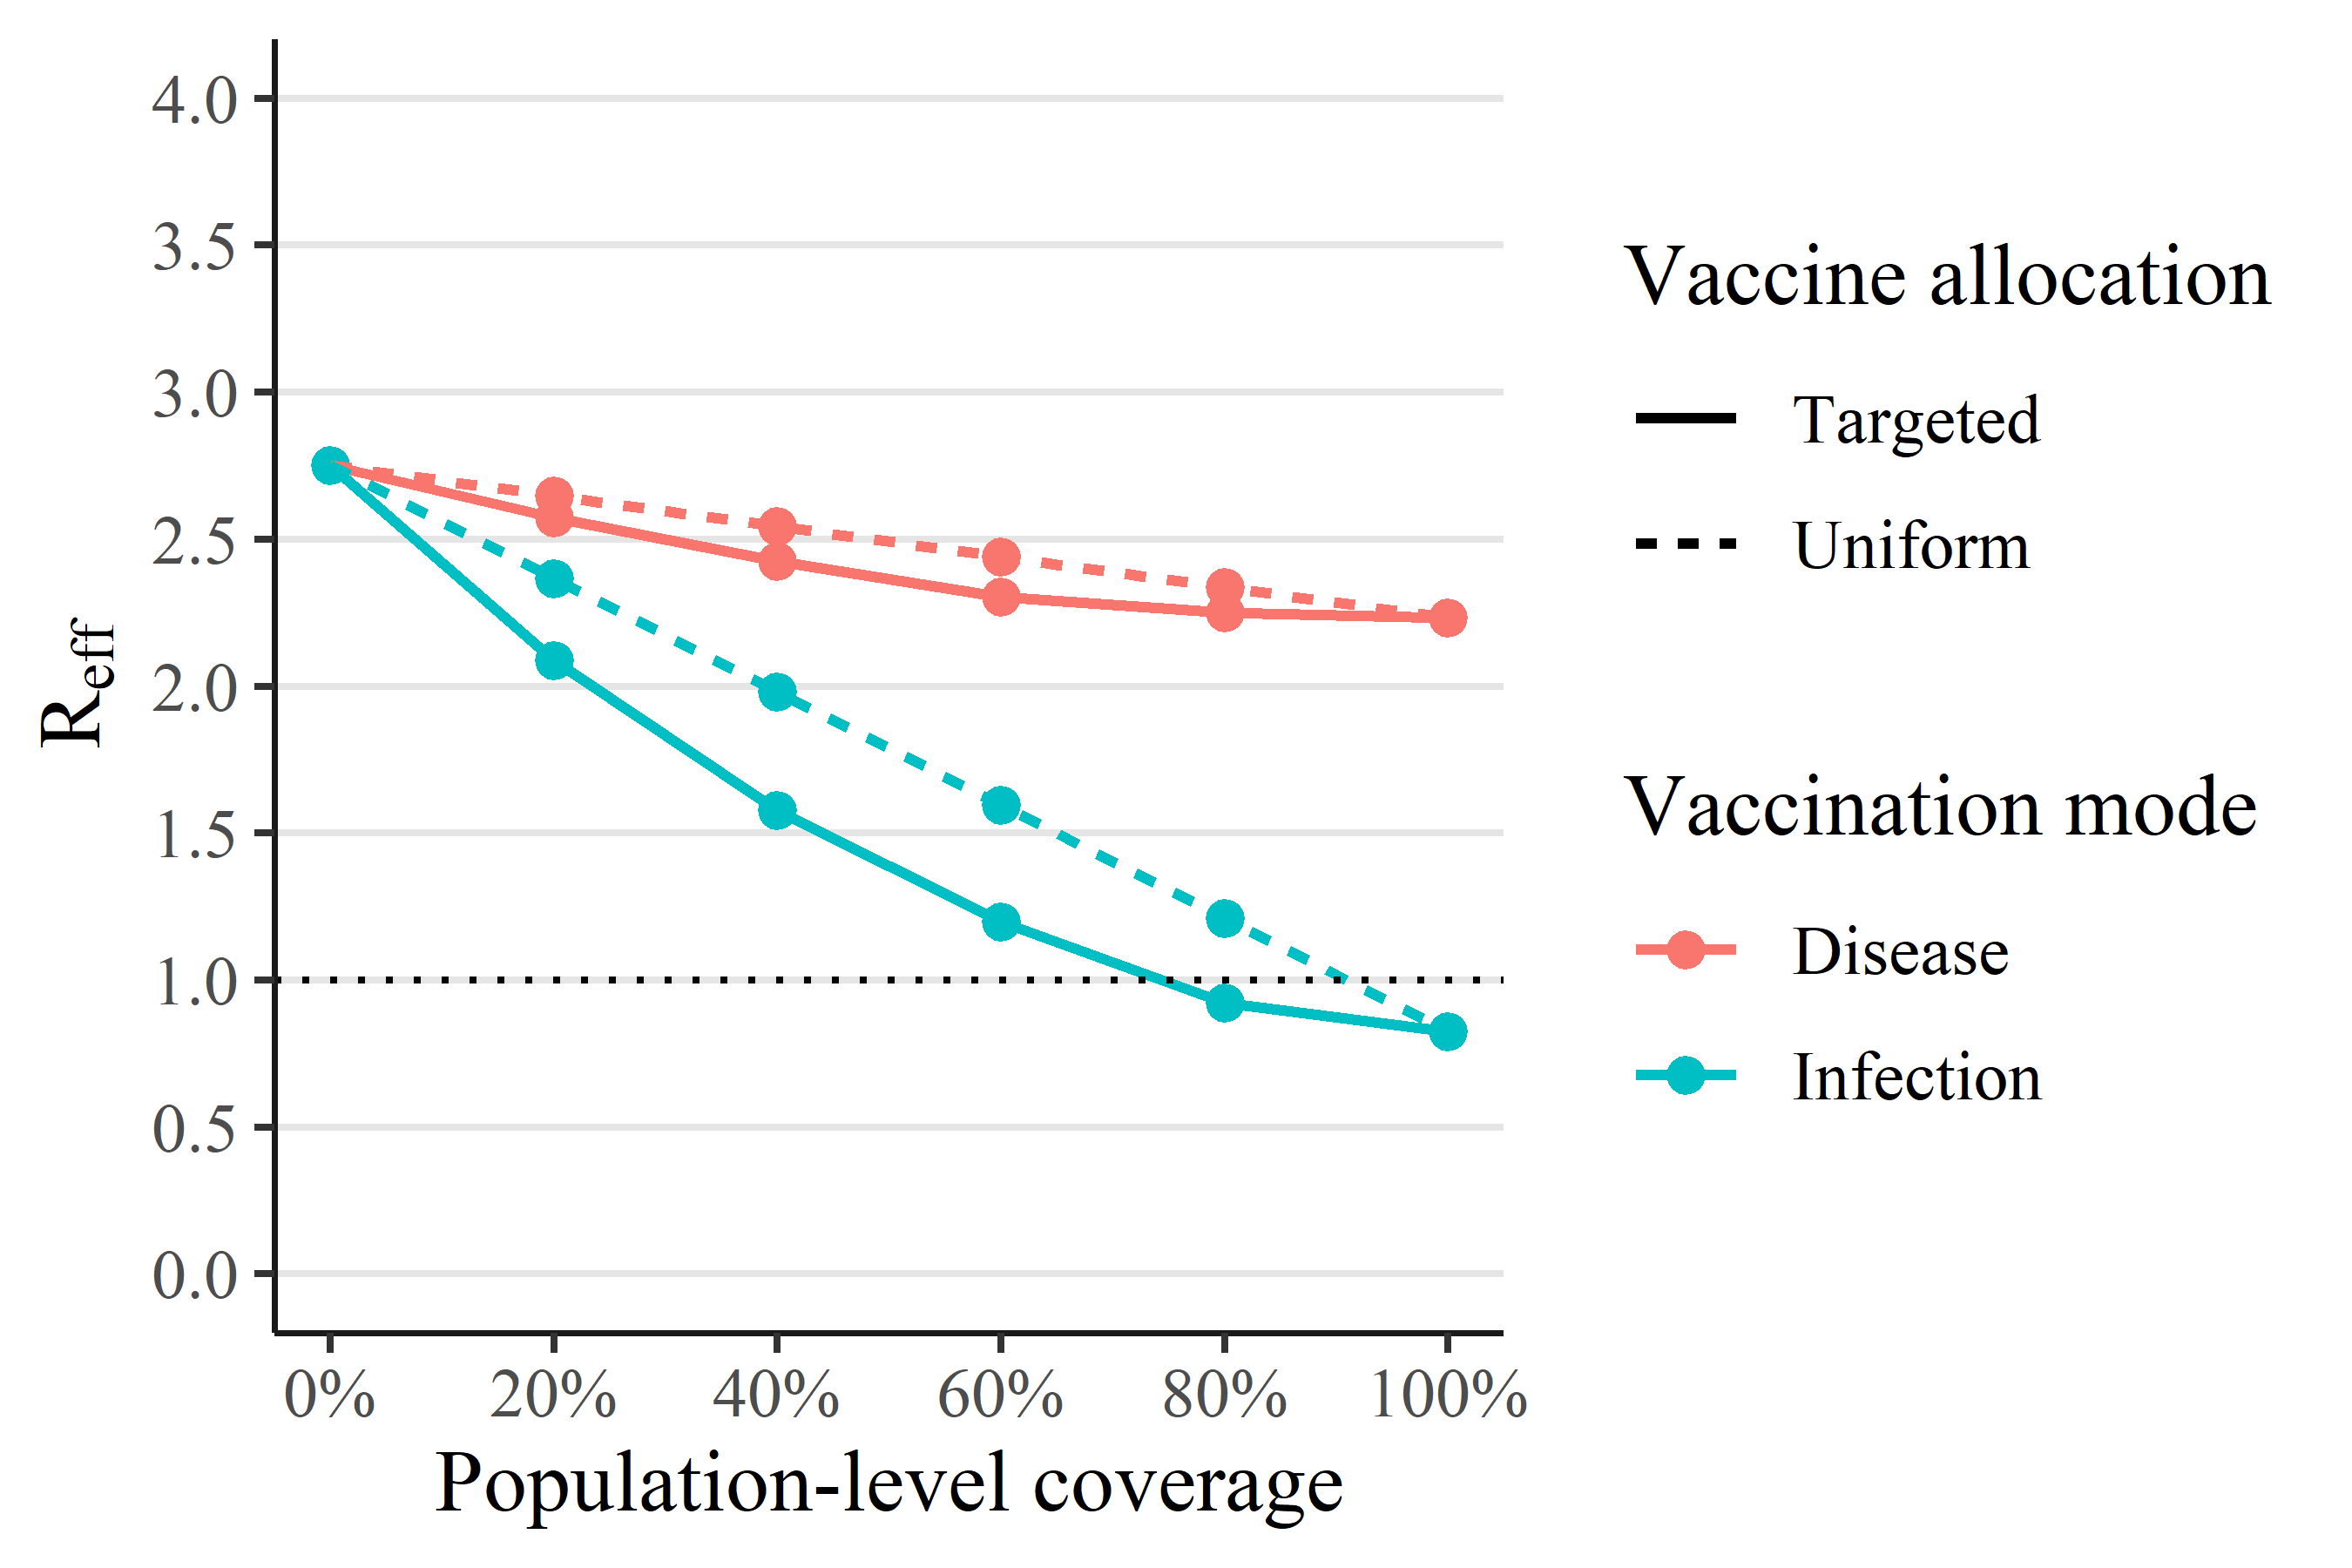 4.0
3.5
3.0
2.5
2.0
1.5
1.0
0.5
0.0
Reff
0%
20%
40%
60%
80%
100%
Population-level coverage
Vaccine allocation
Targeted
Uniform
Vaccination mode
Disease
Infection